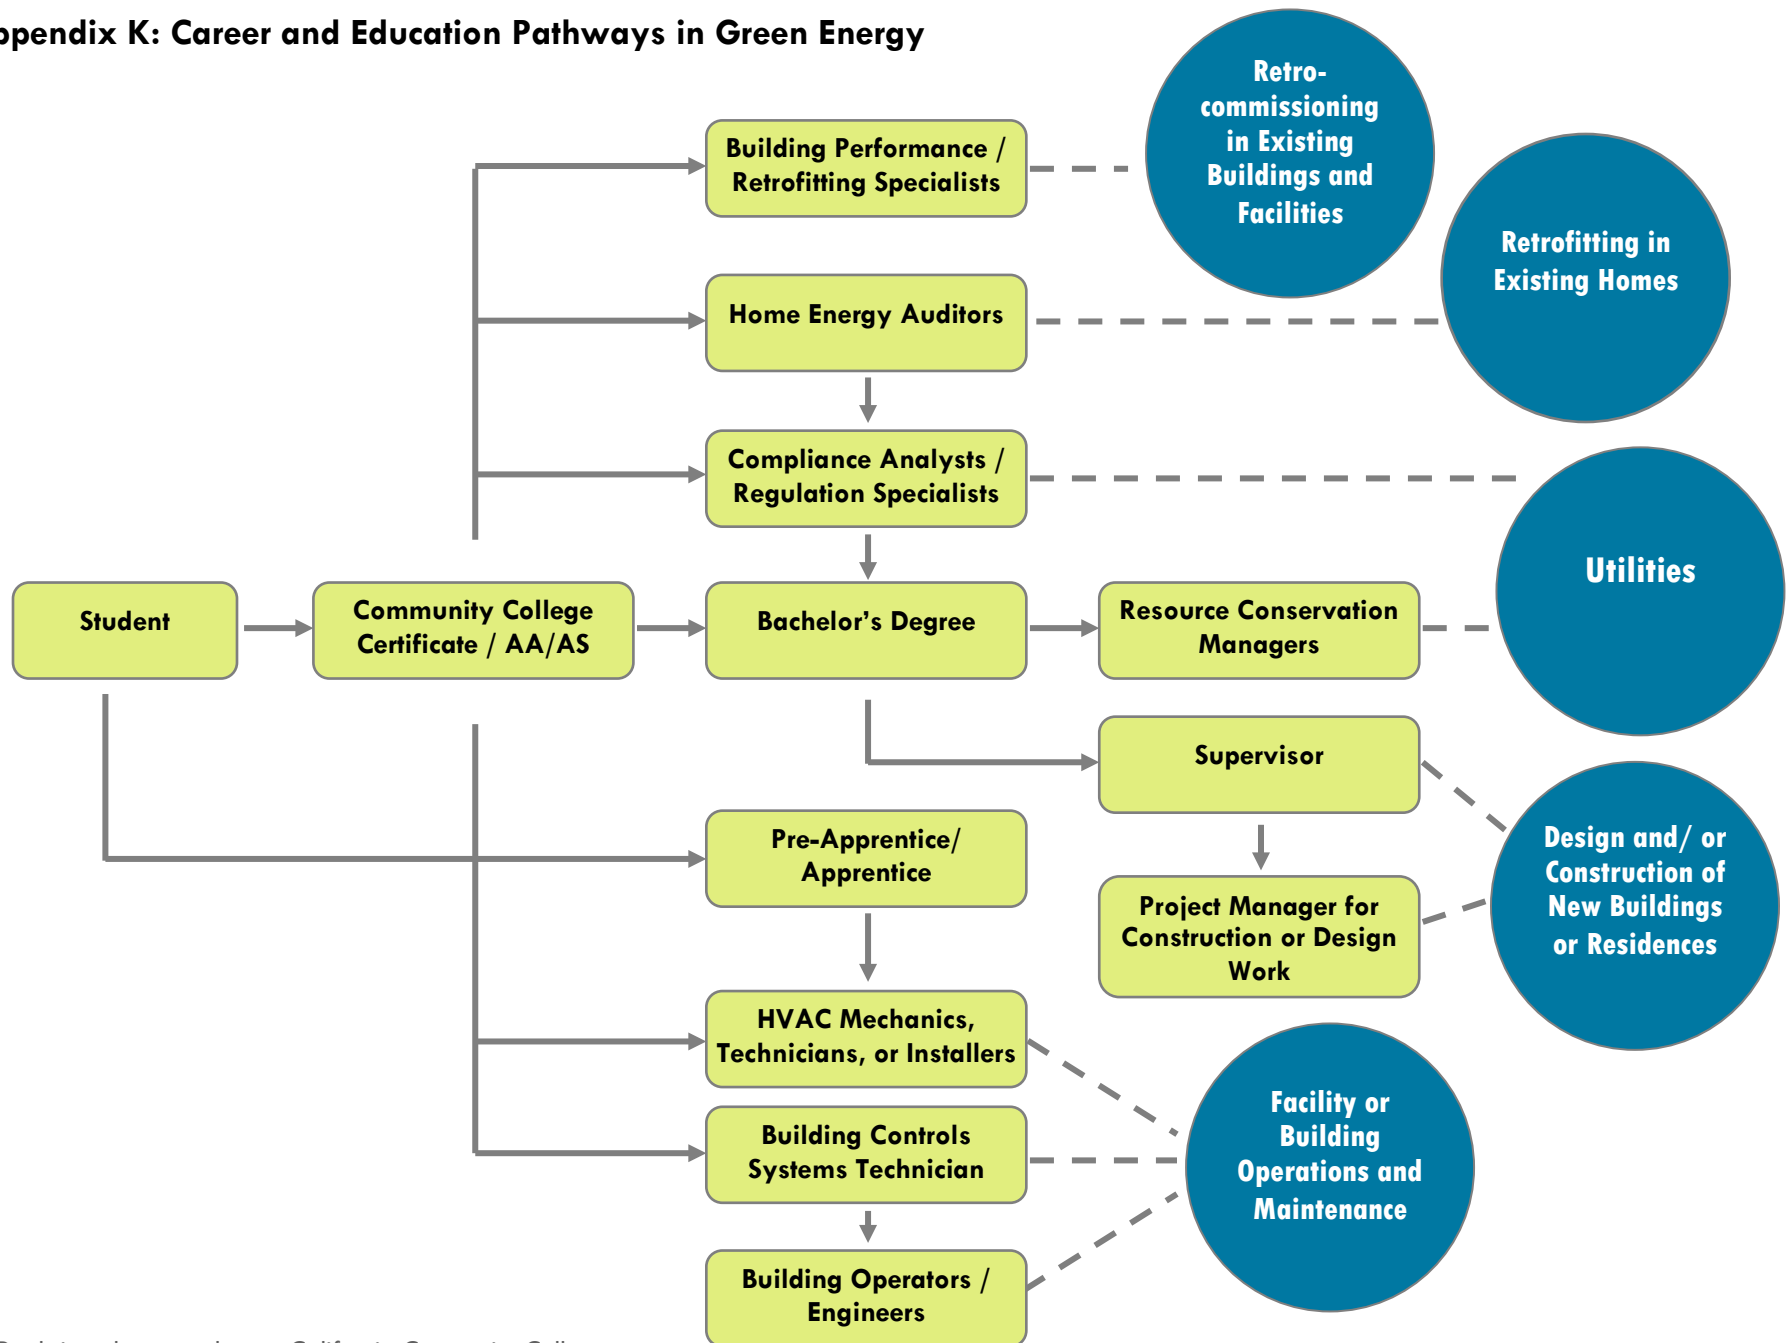 ppendix K: Career and Education Pathways in Green Energy
Retro-
commissioning
in Existing
Buildings and
Facilities
Building Performance /
Retrofitting Specialists
Retrofitting in
Existing Homes
Home Energy Auditors
Compliance Analysts /
Regulation Specialists
Utilities
Student
Community College
Certificate / AA/AS
Bachelor’s Degree
Resource Conservation
Managers
Supervisor
Pre-Apprentice/
Apprentice
Project Manager for
Construction or Design
Work
Design and/ or
Construction of
New Buildings
or Residences
HVAC Mechanics,
Technicians, or Installers
Building Controls
Systems Technician
Facility or
Building
Operations and
Maintenance
Building Operators /
Engineers